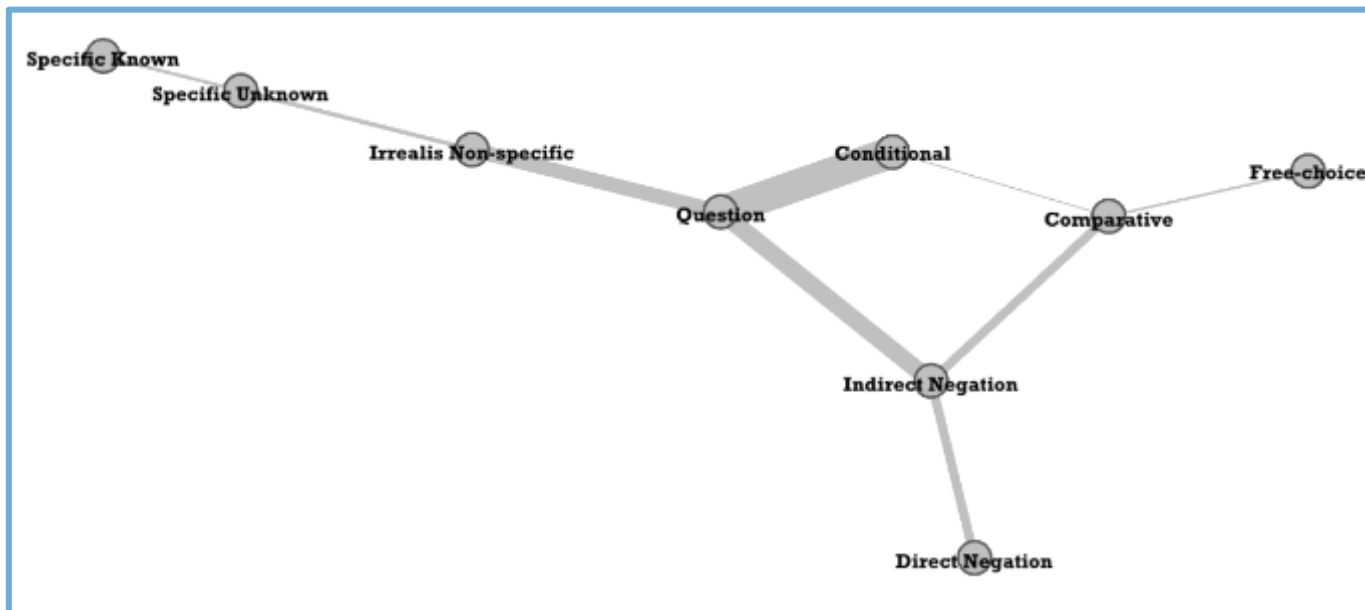 Specific Known
Specific Unknown
Irrealis Non-specific
Conditional
Free-choice
Question
Comparative
Indirect Negation
Direct Negation